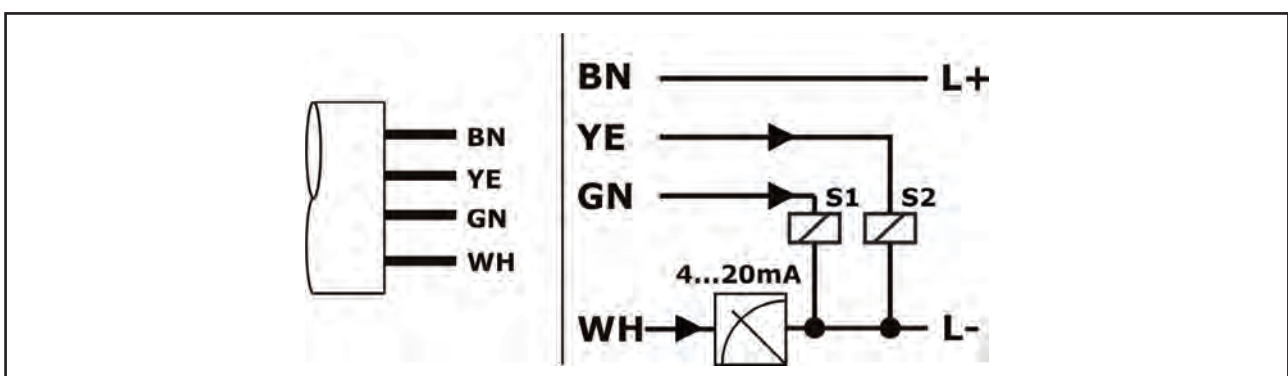 BN
YE
GN
WH
BN L+
YE
GN S1 S2
4...20mA
WH L-